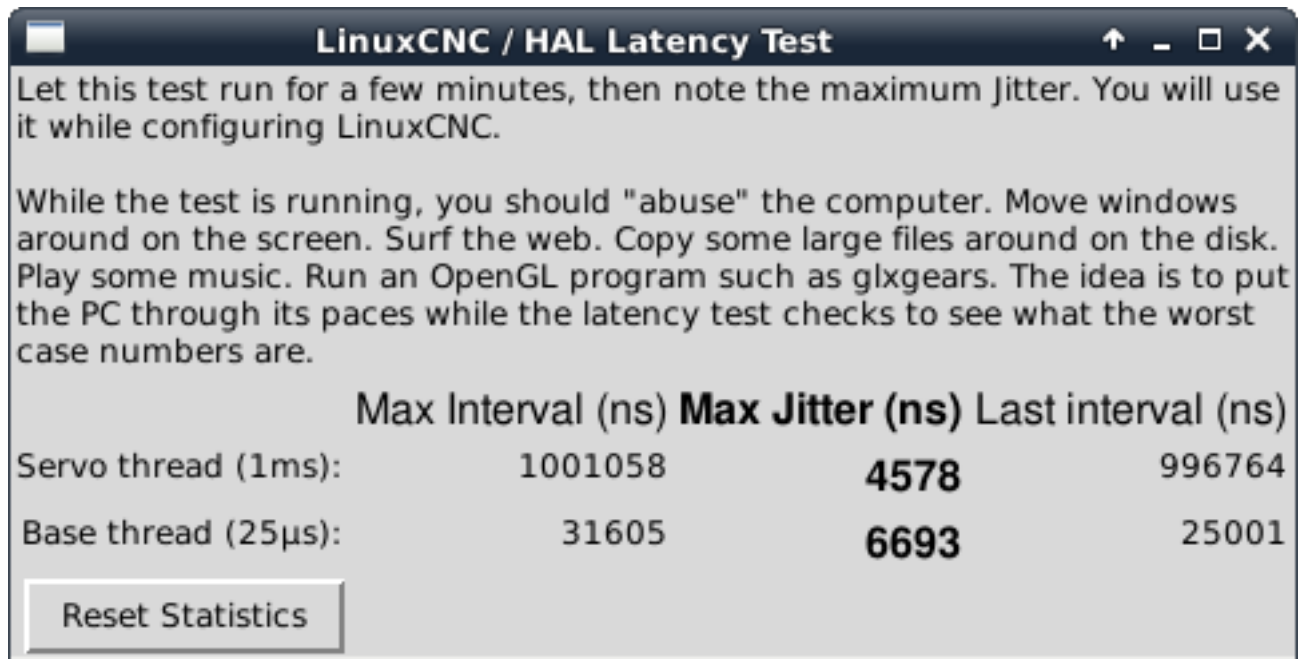 LinuxCNC / HAL Latency Test
Let this test run for a few minutes, then note the maximum Jitter. You will use
it while configuring LinuxCNC.
While the test is running, you should "abuse" the computer. Move windows
around on the screen. Surf the web. Copy some large files around on the disk.
Play some music. Run an OpenGL program such as glxgears. The idea is to put
the PC through its paces while the latency test checks to see what the worst
case numbers are.
Max Interval (ns) Max Jitter (ns) Last interval (ns)
Servo thread (1ms): 1001058 4578 996764
Base thread (25µs): 31605 6693 25001
Reset Statistics